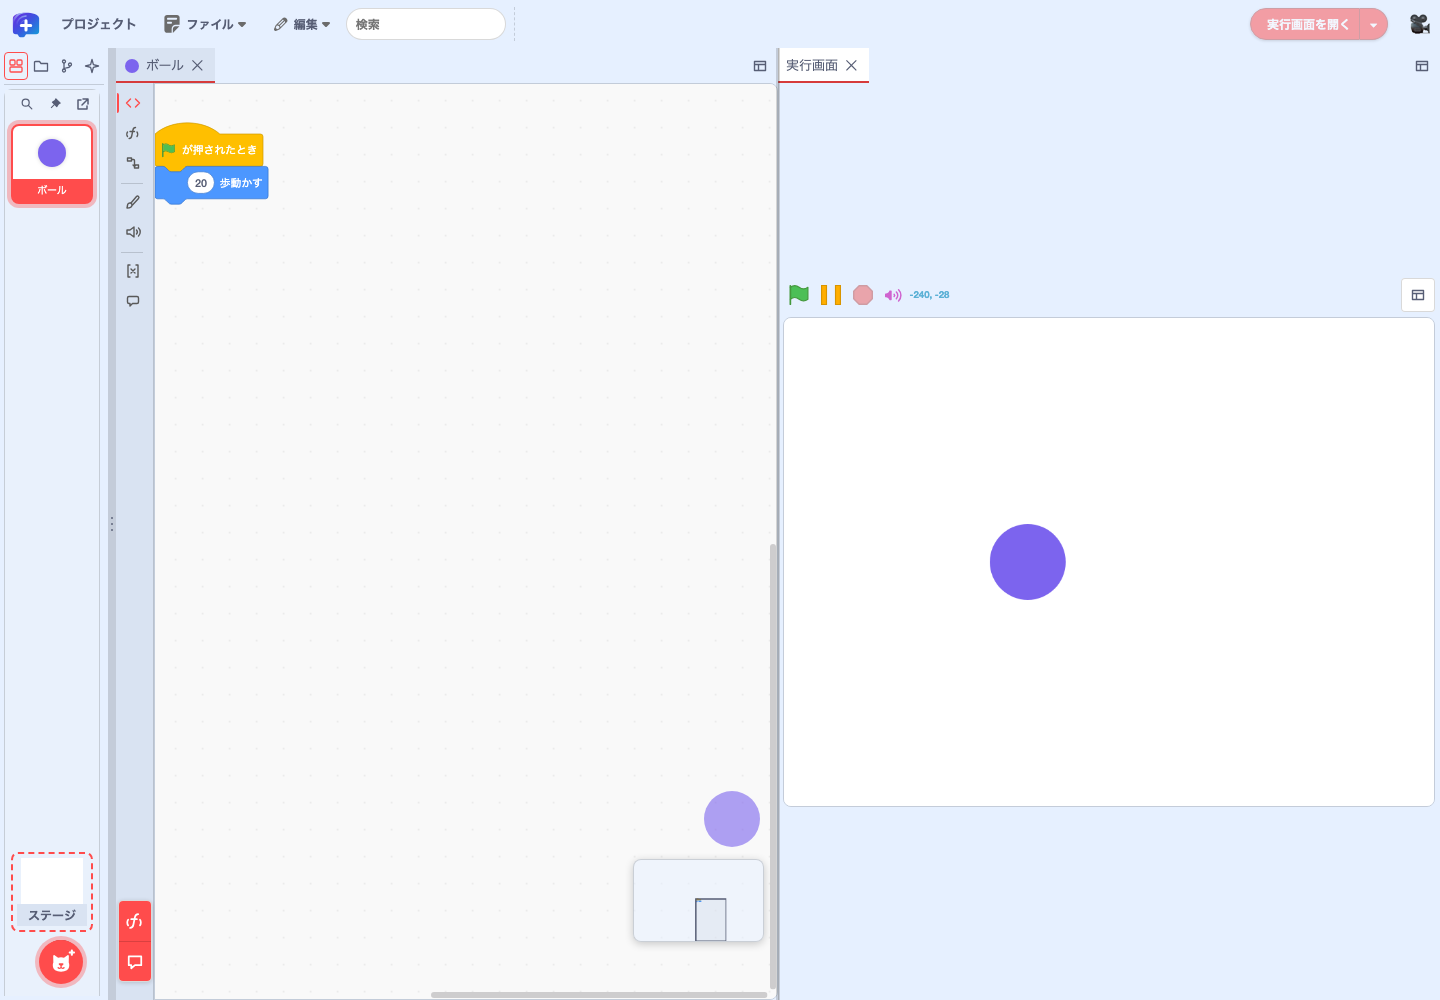 プロジェクト
ファイル
編集
検索
実行画面を開く
ボール
実行画面
が押されたとき
20 歩動かす
ボール
-240, -28
ステージ